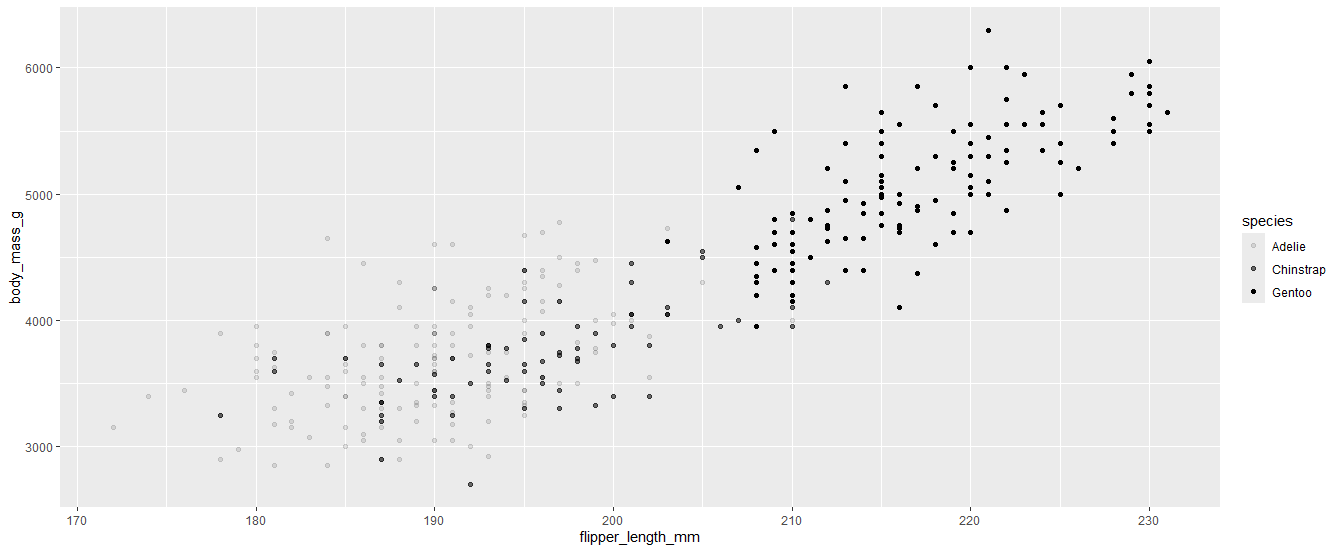 6000
5000
4000
3000
body_mass_g
170 180 190 200 210 220 230
flipper_length_mm
species
Adelie
Chinstrap
Gentoo